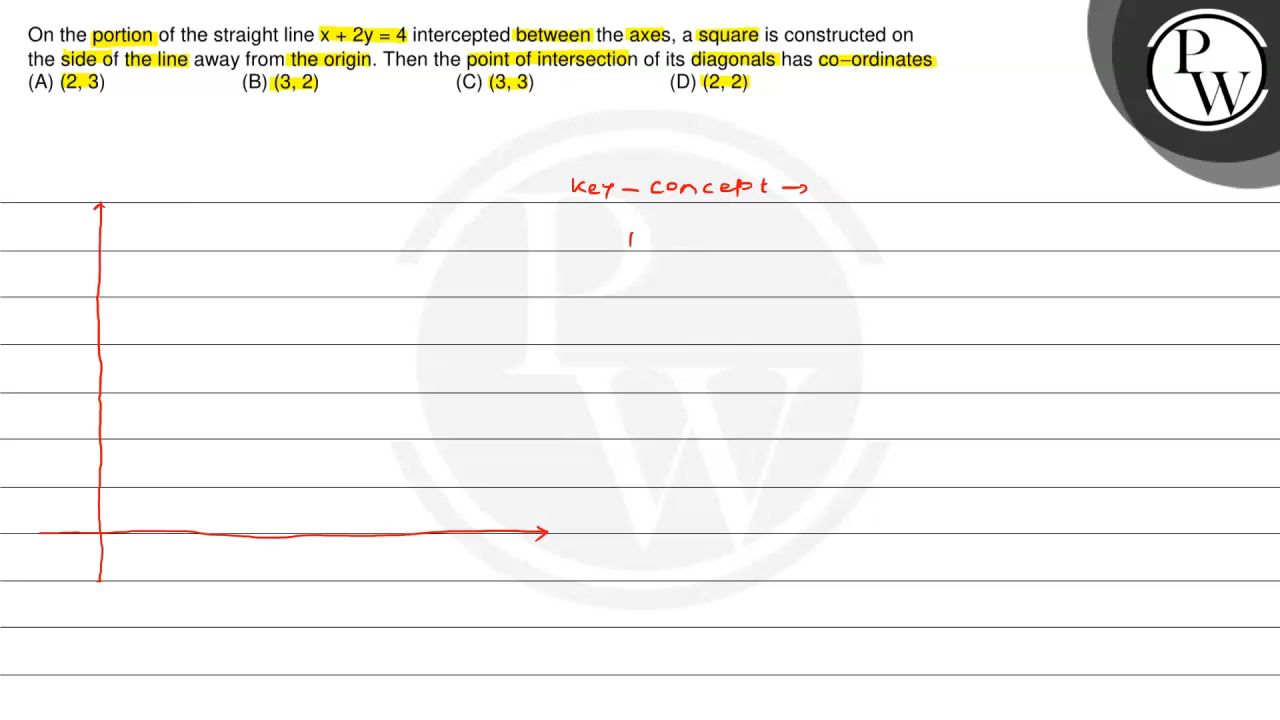 On the portion of the straight line x + 2y = 4 intercepted between the axes, a square is constructed on
the side of the line away from the origin. Then the point of intersection of its diagonals has co–ordinates
(A) (2, 3) (B) (3, 2) (C) (3, 3) (D) (2, 2)
P
W
Key – concept →
P
W